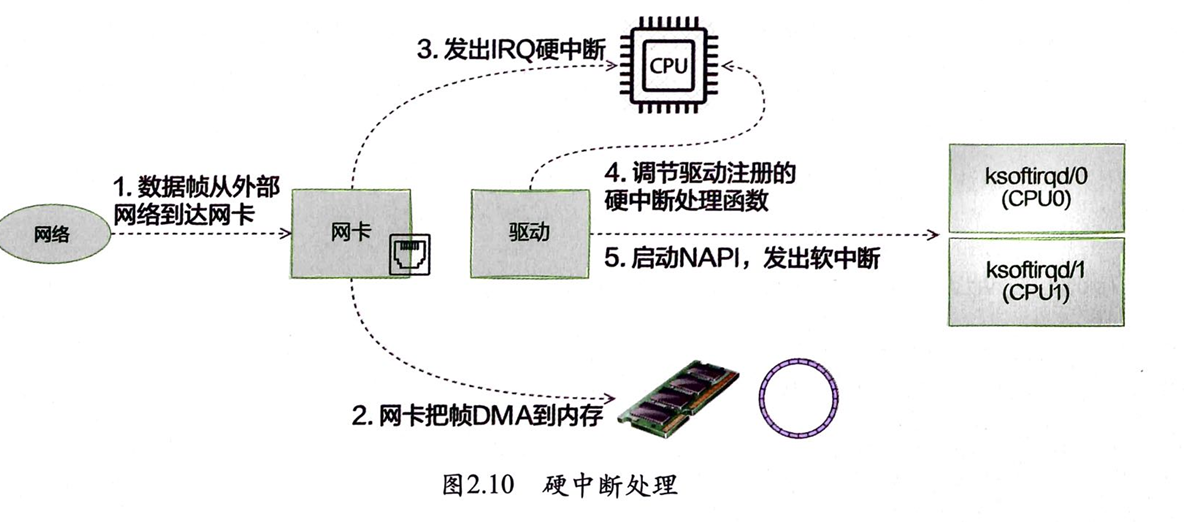 3. 发出IRQ硬中断
CPU
1. 数据帧从外部
网络到达网卡
4. 调节驱动注册的
硬中断处理函数
ksoftirqd/0
(CPU0)
网络
网卡
驱动
5. 启动NAPI，发出软中断
ksoftirqd/1
(CPU1)
2. 网卡把帧DMA到内存
图2.10 硬中断处理